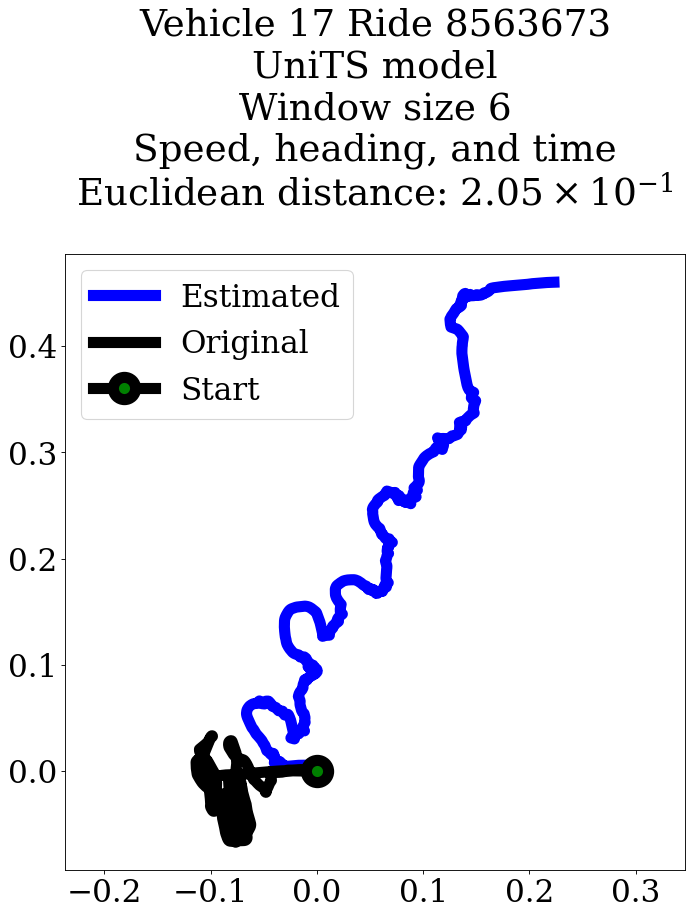 Vehicle 17 Ride 8563673
UniTS model
Window size 6
Speed, heading, and time
Euclidean distance: 2.05 × 10⁻¹
Estimated
Original
Start
0.4
0.3
0.2
0.1
0.0
−0.2 −0.1 0.0 0.1 0.2 0.3